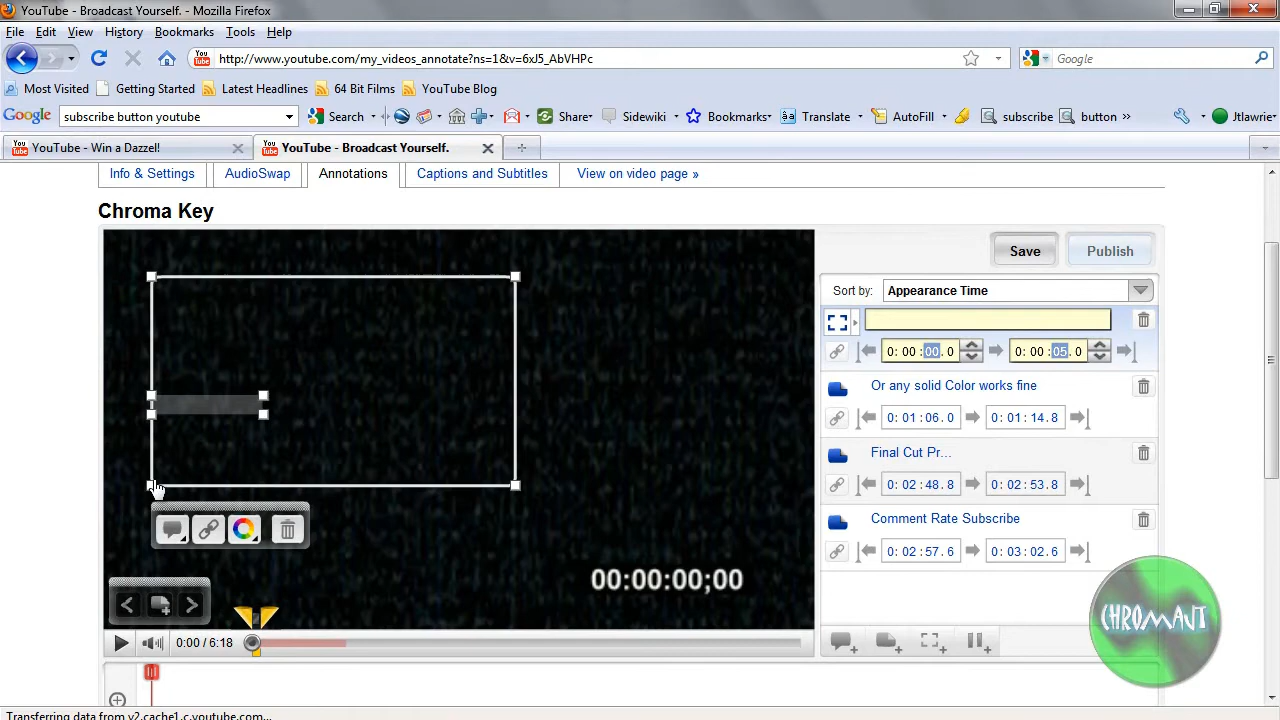 YouTube - Broadcast Yourself. - Mozilla Firefox
File Edit View History Bookmarks Tools Help
You Tube http://www.youtube.com/my_videos_annotate?ns=1&v=6xJ5_AbVHPc Google
Most Visited Getting Started Latest Headlines 64 Bit Films YouTube Blog
Google subscribe button youtube Search Share Sidewiki Bookmarks Translate AutoFill subscribe button Jtlawrie
YouTube - Win a Dazzel! YouTube - Broadcast Yourself.
Info & Settings AudioSwap Annotations Captions and Subtitles View on video page »
Chroma Key
Save Publish
Sort by: Appearance Time
0: 00 :00. 0 0: 00 :05. 0
Or any solid Color works fine
0: 01 :06. 0 0: 01 :14. 8
Final Cut Pr...
0: 02 :48. 8 0: 02 :53. 8
Comment Rate Subscribe
0: 02 :57. 6 0: 03 :02. 6
00:00:00;00
CHROMAJT
0:00 / 6:18
Transferring data from v2.cache1.c.youtube.com...